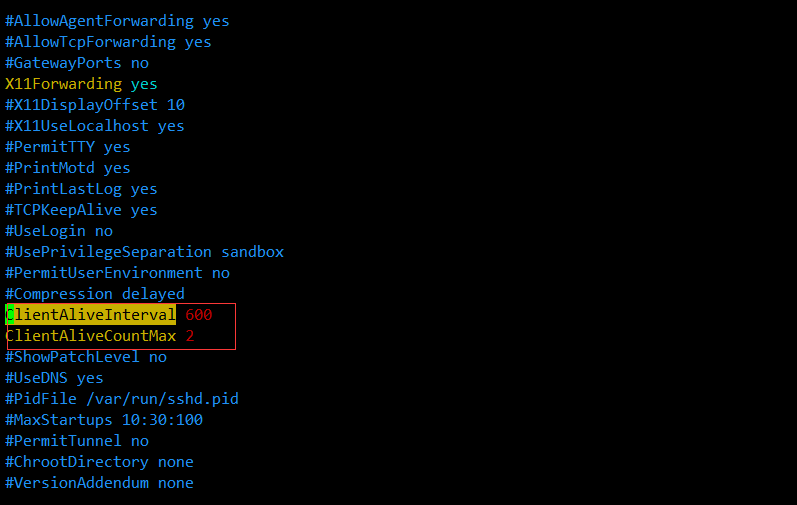 #AllowAgentForwarding yes
#AllowTcpForwarding yes
#GatewayPorts no
X11Forwarding yes
#X11DisplayOffset 10
#X11UseLocalhost yes
#PermitTTY yes
#PrintMotd yes
#PrintLastLog yes
#TCPKeepAlive yes
#UseLogin no
#UsePrivilegeSeparation sandbox
#PermitUserEnvironment no
#Compression delayed
ClientAliveInterval 600
ClientAliveCountMax 2
#ShowPatchLevel no
#UseDNS yes
#PidFile /var/run/sshd.pid
#MaxStartups 10:30:100
#PermitTunnel no
#ChrootDirectory none
#VersionAddendum none